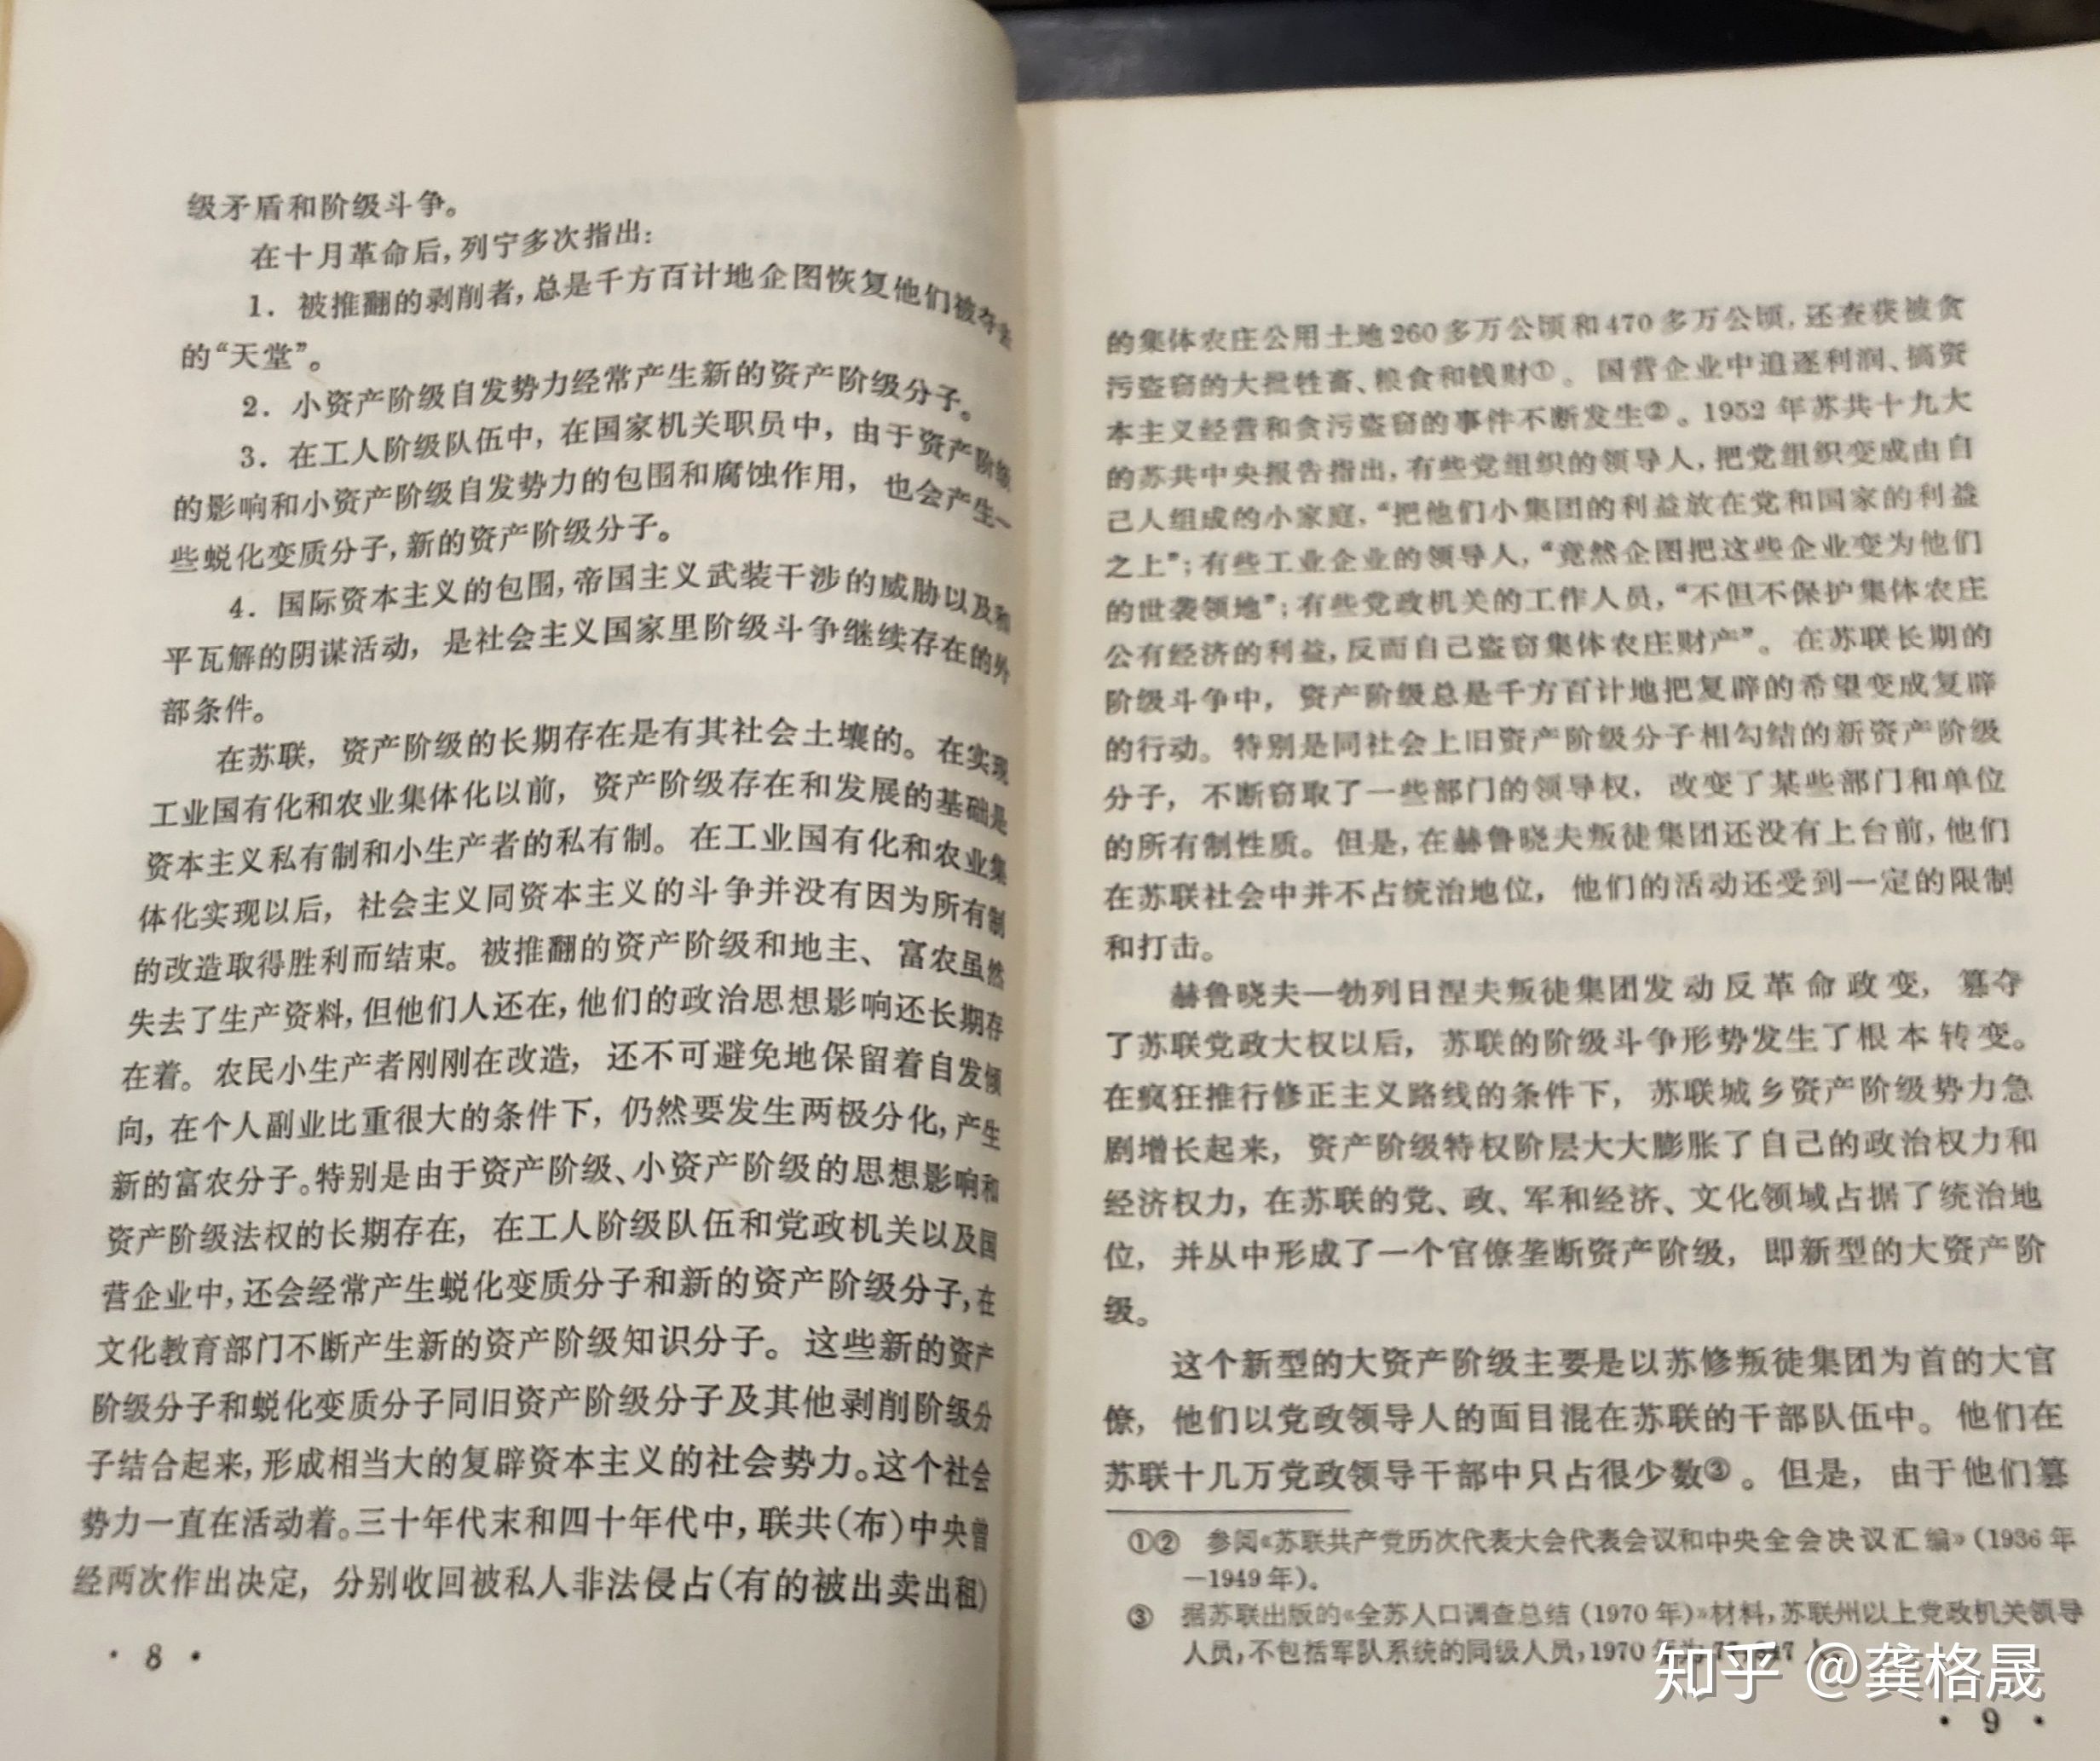 级矛盾和阶级斗争。
在十月革命后,列宁多次指出:
1．被推翻的剥削者,总是千方百计地企图恢复他们被夺去
的“天堂”。
2．小资产阶级自发势力经常产生新的资产阶级分子。
3．在工人阶级队伍中,在国家机关职员中,由于资产阶级
的影响和小资产阶级自发势力的包围和腐蚀作用,也会产生一
些蜕化变质分子,新的资产阶级分子。
4．国际资本主义的包围,帝国主义武装干涉的威胁以及和
平瓦解的阴谋活动,是社会主义国家里阶级斗争继续存在的外
部条件。
在苏联,资产阶级的长期存在是有其社会土壤的。在实现
工业国有化和农业集体化以前,资产阶级存在和发展的基础是
资本主义私有制和小生产者的私有制。在工业国有化和农业集
体化实现以后,社会主义同资本主义的斗争并没有因为所有制
的改造取得胜利而结束。被推翻的资产阶级和地主、富农虽然
失去了生产资料,但他们人还在,他们的政治思想影响还长期存
在着。农民小生产者刚刚在改造,还不可避免地保留着自发倾
向,在个人副业比重很大的条件下,仍然要发生两极分化,产生
新的富农分子。特别是由于资产阶级、小资产阶级的思想影响和
资产阶级法权的长期存在,在工人阶级队伍和党政机关以及国
营企业中,还会经常产生蜕化变质分子和新的资产阶级分子,在
文化教育部门不断产生新的资产阶级知识分子。这些新的资产
阶级分子和蜕化变质分子同旧资产阶级分子及其他剥削阶级分
子结合起来,形成相当大的复辟资本主义的社会势力。这个社会
势力一直在活动着。三十年代末和四十年代中,联共(布)中央曾
经两次作出决定,分别收回被私人非法侵占(有的被出卖出租)
· 8 ·
的集体农庄公用土地260多万公顷和470多万公顷,还查获被贪
污盗窃的大批牲畜、粮食和钱财①。国营企业中追逐利润、搞资
本主义经营和贪污盗窃的事件不断发生②。1952年苏共十九大
的苏共中央报告指出,有些党组织的领导人,把党组织变成由自
己人组成的小家庭,“把他们小集团的利益放在党和国家的利益
之上”;有些工业企业的领导人,“竟然企图把这些企业变为他们
的世袭领地”;有些党政机关的工作人员,“不但不保护集体农庄
公有经济的利益,反而自己盗窃集体农庄财产”。在苏联长期的
阶级斗争中,资产阶级总是千方百计地把复辟的希望变成复辟
的行动。特别是同社会上旧资产阶级分子相勾结的新资产阶级
分子,不断窃取了一些部门的领导权,改变了某些部门和单位
的所有制性质。但是,在赫鲁晓夫叛徒集团还没有上台前,他们
在苏联社会中并不占统治地位,他们的活动还受到一定的限制
和打击。
赫鲁晓夫—勃列日涅夫叛徒集团发动反革命政变,篡夺
了苏联党政大权以后,苏联的阶级斗争形势发生了根本转变。
在疯狂推行修正主义路线的条件下,苏联城乡资产阶级势力急
剧增长起来,资产阶级特权阶层大大膨胀了自己的政治权力和
经济权力,在苏联的党、政、军和经济、文化领域占据了统治地
位,并从中形成了一个官僚垄断资产阶级,即新型的大资产阶
级。
这个新型的大资产阶级主要是以苏修叛徒集团为首的大官
僚,他们以党政领导人的面目混在苏联的干部队伍中。他们在
苏联十几万党政领导干部中只占很少数③。但是,由于他们篡
①② 参阅《苏联共产党历次代表大会代表会议和中央全会决议汇编》(1936年
—1949年)。
③ 据苏联出版的《全苏人口调查总结(1970年)》材料,苏联州以上党政机关领导
人员,不包括军队系统的同级人员,1970
知乎 @龚格晟
· 9 ·